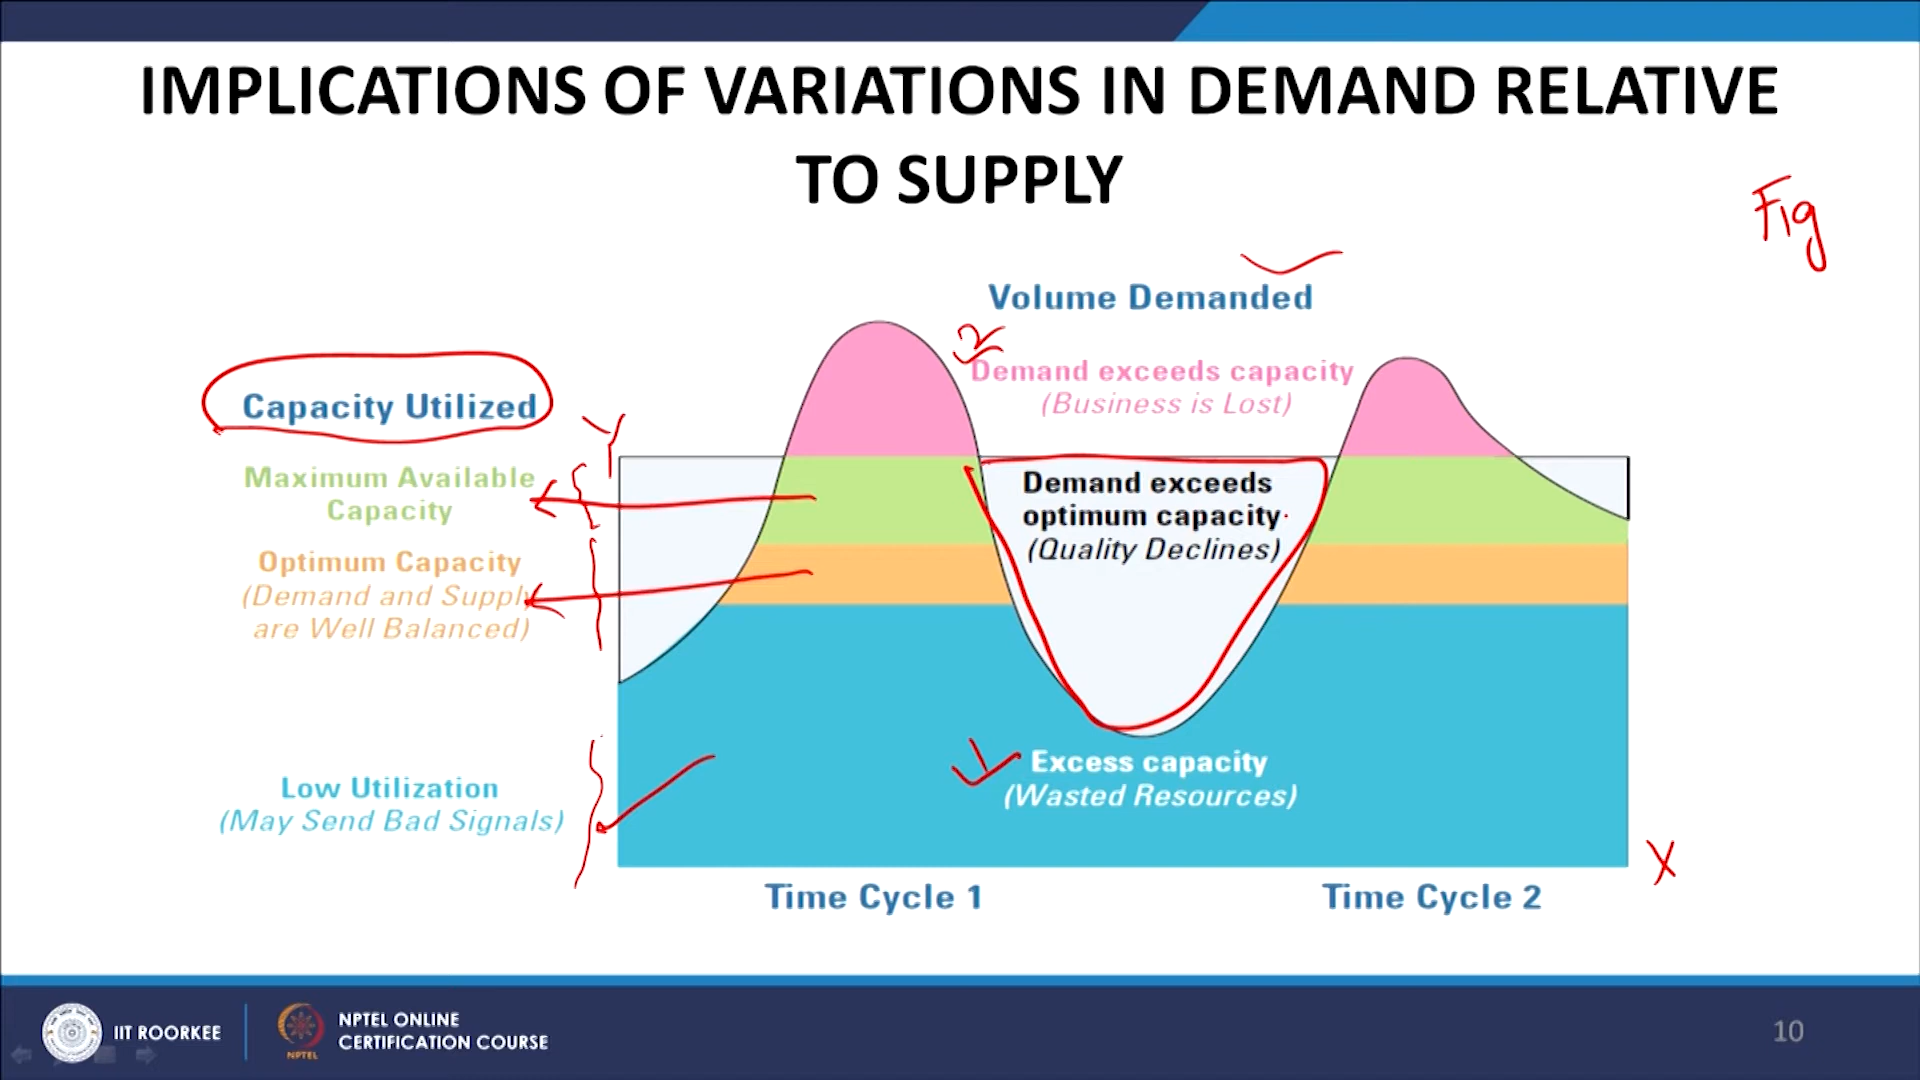 IMPLICATIONS OF VARIATIONS IN DEMAND RELATIVE
TO SUPPLY
Fig
Volume Demanded
2
Demand exceeds capacity
(Business is Lost)
Capacity Utilized
Y
Maximum Available
Capacity
Optimum Capacity
(Demand and Supply
are Well Balanced)
Low Utilization
(May Send Bad Signals)
Demand exceeds
optimum capacity
(Quality Declines)
1
Excess capacity
(Wasted Resources)
X
Time Cycle 1
Time Cycle 2
IIT ROORKEE
NPTEL
NPTEL ONLINE
CERTIFICATION COURSE
10